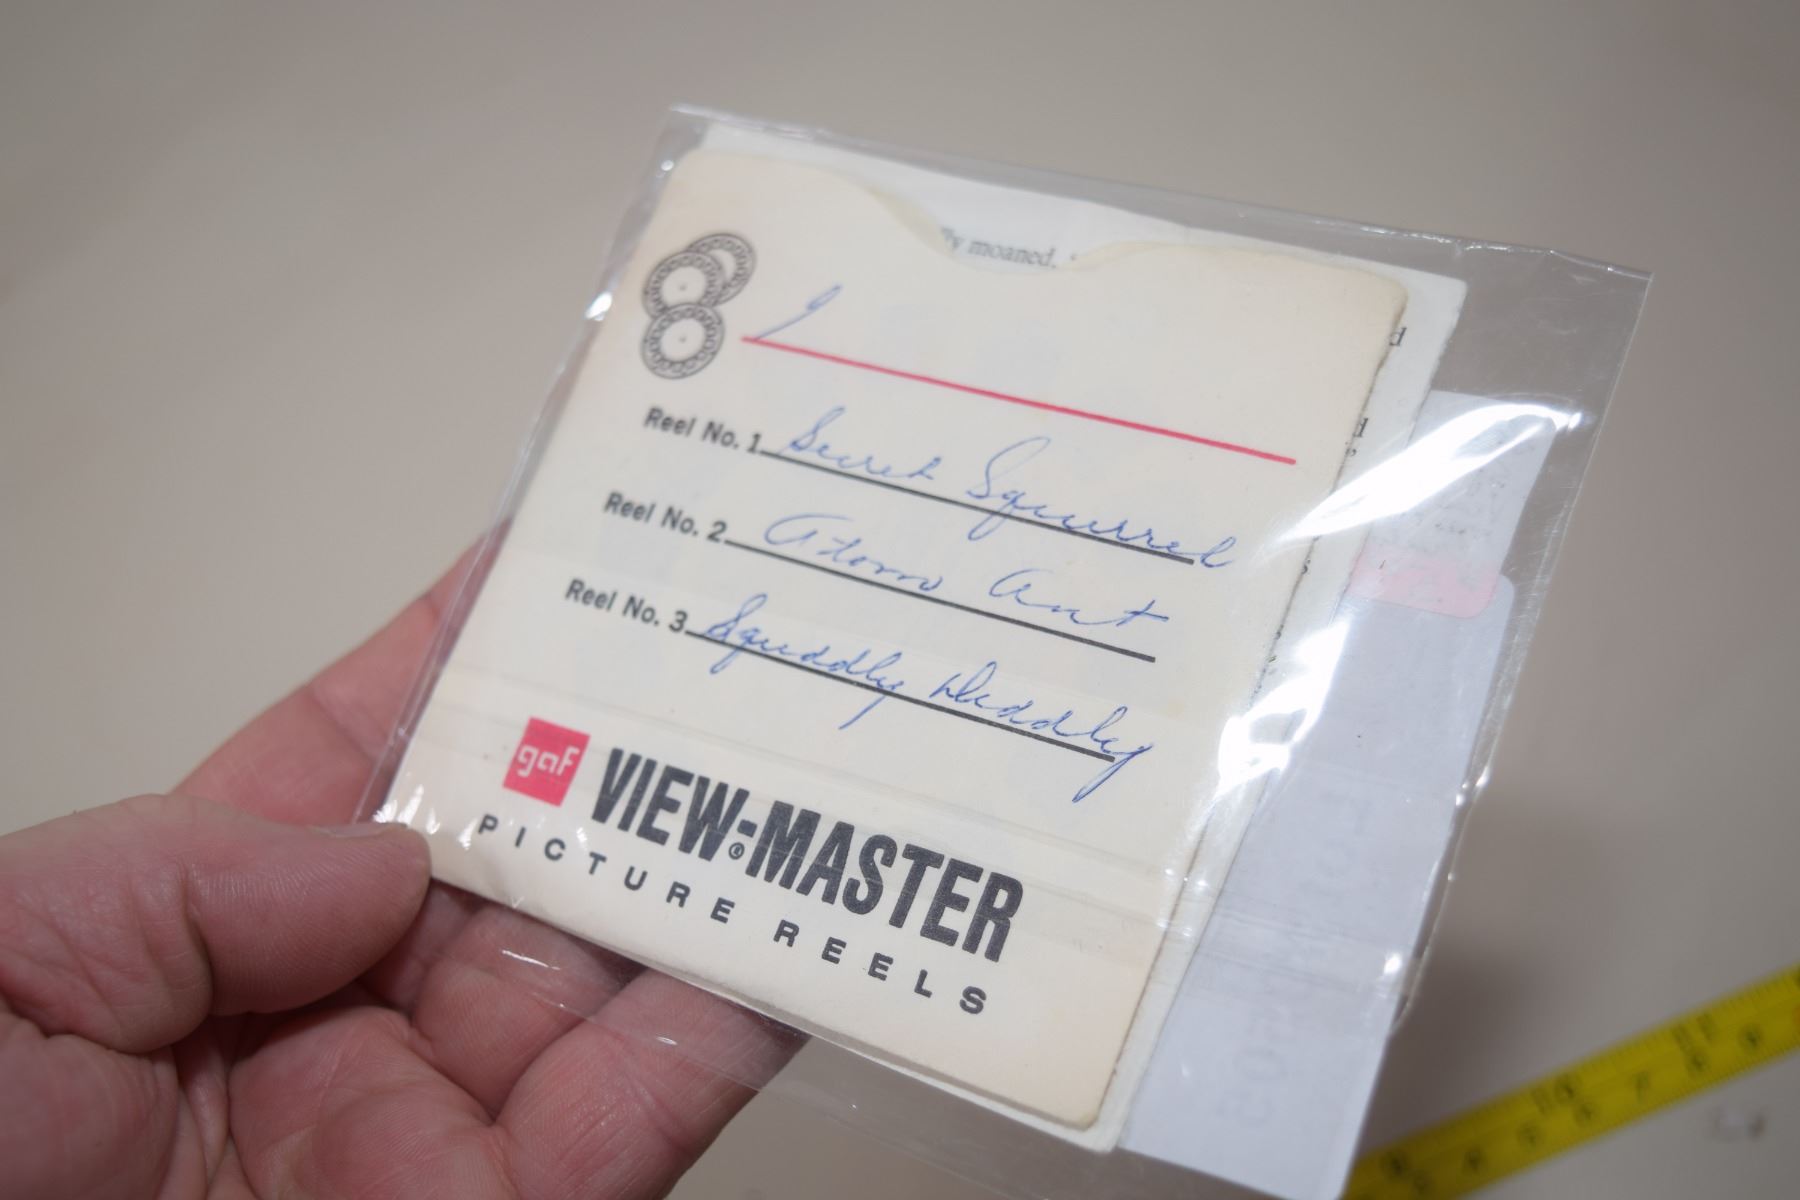 ly moaned,
Reel No. 1 Secret Squirrel
Reel No. 2 Atom Ant
Reel No. 3 Squiddly Diddly
gaf VIEW-MASTER®
PICTURE REELS